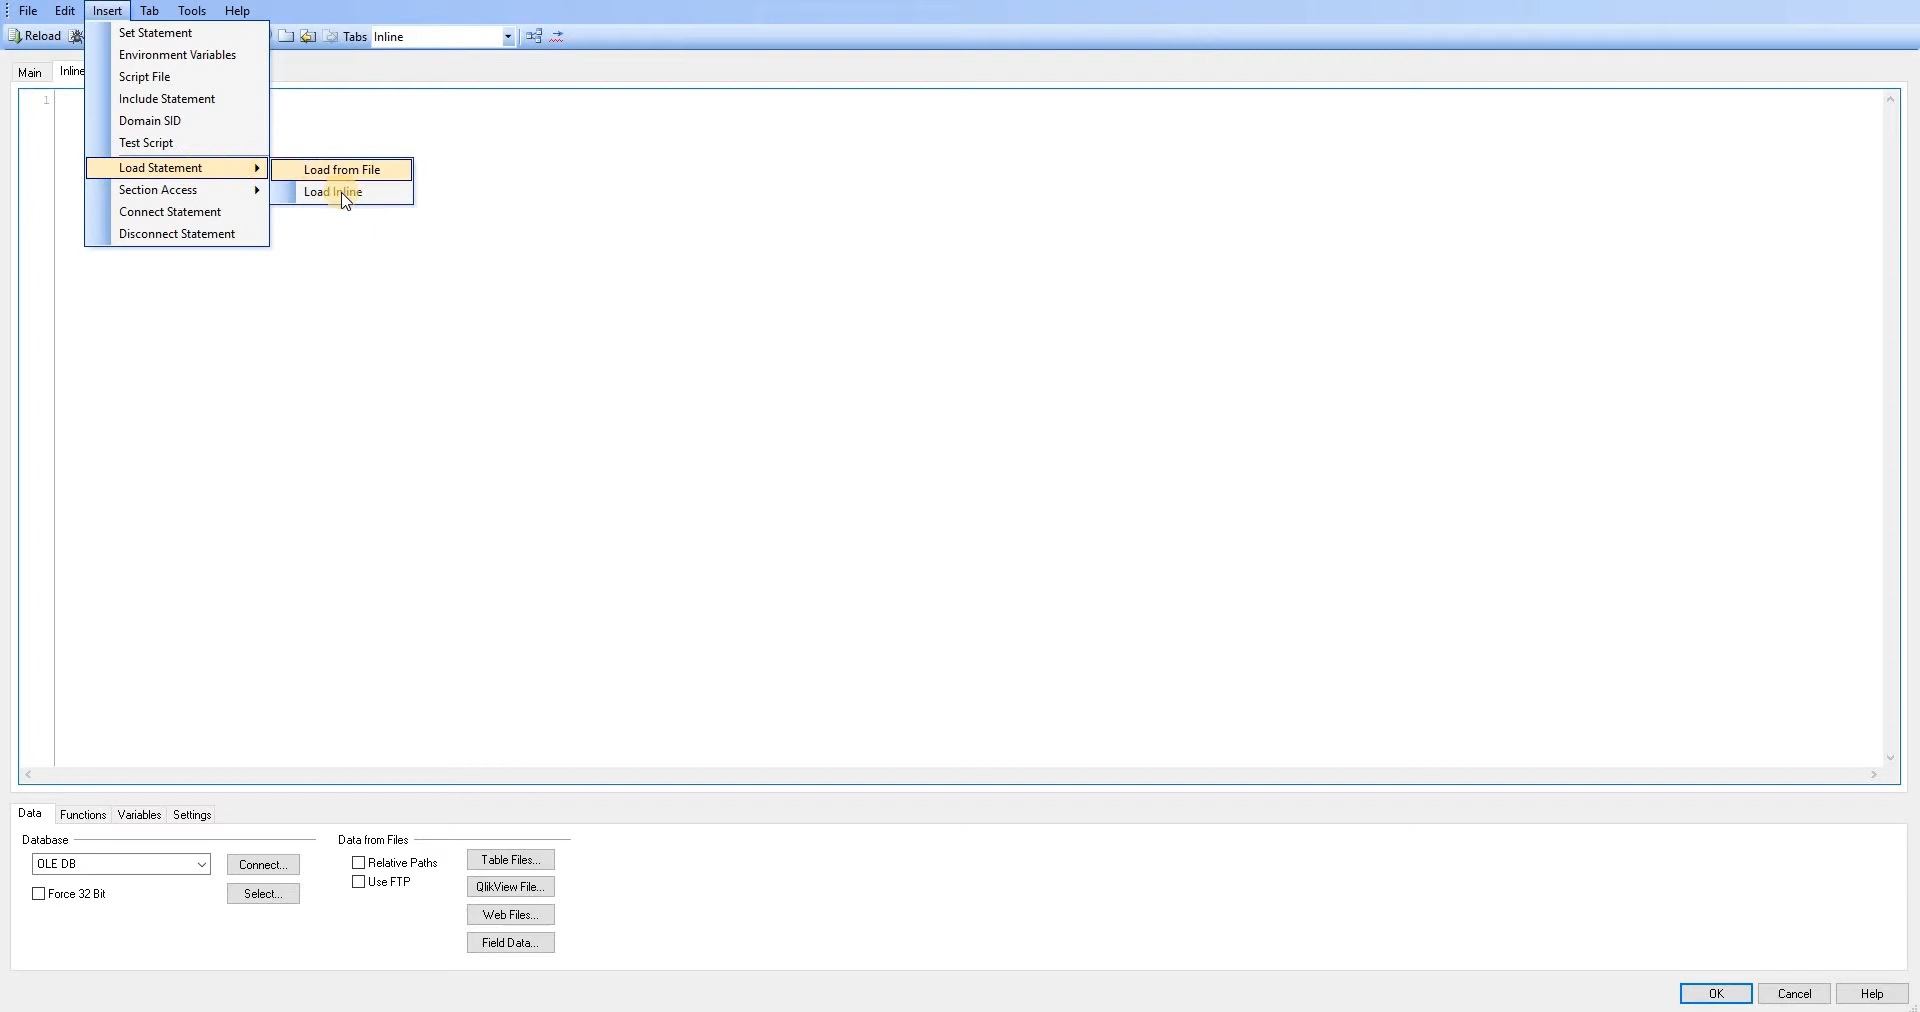 File Edit Insert Tab Tools Help
Reload Tabs Inline
Main Inline
1
Set Statement
Environment Variables
Script File
Include Statement
Domain SID
Test Script
Load Statement
Section Access
Connect Statement
Disconnect Statement
Load from File
Load Inline
Data Functions Variables Settings
Database
OLE DB
Connect...
Force 32 Bit
Select...
Data from Files
Relative Paths
Use FTP
Table Files...
QlikView File...
Web Files...
Field Data...
OK Cancel Help